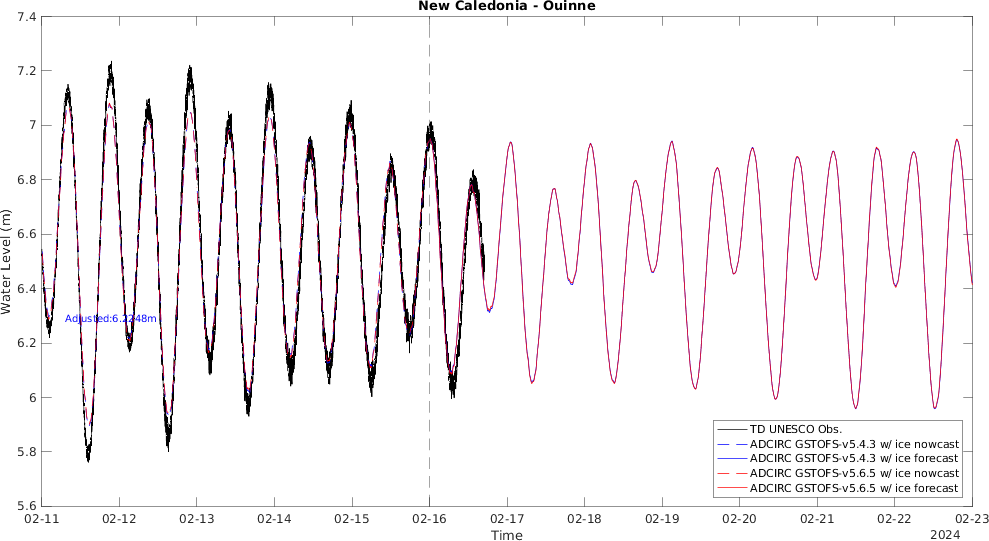 New Caledonia - Ouinne
7.4
7.2
7
6.8
6.6
6.4
6.2
6
5.8
5.6
Water Level (m)
Adjusted:6.2248m
TD UNESCO Obs.
ADCIRC GSTOFS-v5.4.3 w/ ice nowcast
ADCIRC GSTOFS-v5.4.3 w/ ice forecast
ADCIRC GSTOFS-v5.6.5 w/ ice nowcast
ADCIRC GSTOFS-v5.6.5 w/ ice forecast
02-11 02-12 02-13 02-14 02-15 02-16 02-17 02-18 02-19 02-20 02-21 02-22 02-23
Time
2024